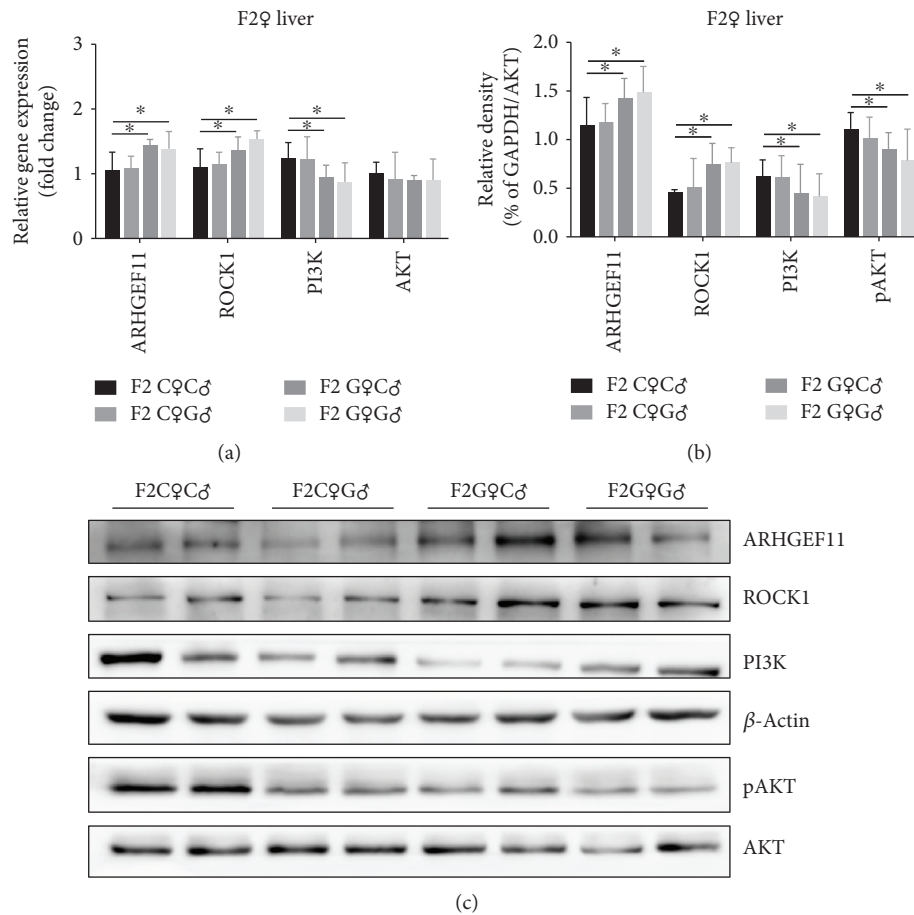 F2♀ liver
Relative gene expression
(fold change)
3
2
1
0
* * * * * *
ARHGEF11
ROCK1
PI3K
AKT
F2 C♀C♂
F2 C♀G♂
F2 G♀C♂
F2 G♀G♂
(a)
F2♀ liver
Relative density
(% of GAPDH/AKT)
2.0
1.5
1.0
0.5
0.0
* * * * * * * *
ARHGEF11
ROCK1
PI3K
pAKT
F2 C♀C♂
F2 C♀G♂
F2 G♀C♂
F2 G♀G♂
(b)
F2C♀C♂ F2C♀G♂ F2G♀C♂ F2G♀G♂
ARHGEF11
ROCK1
PI3K
β-Actin
pAKT
AKT
(c)